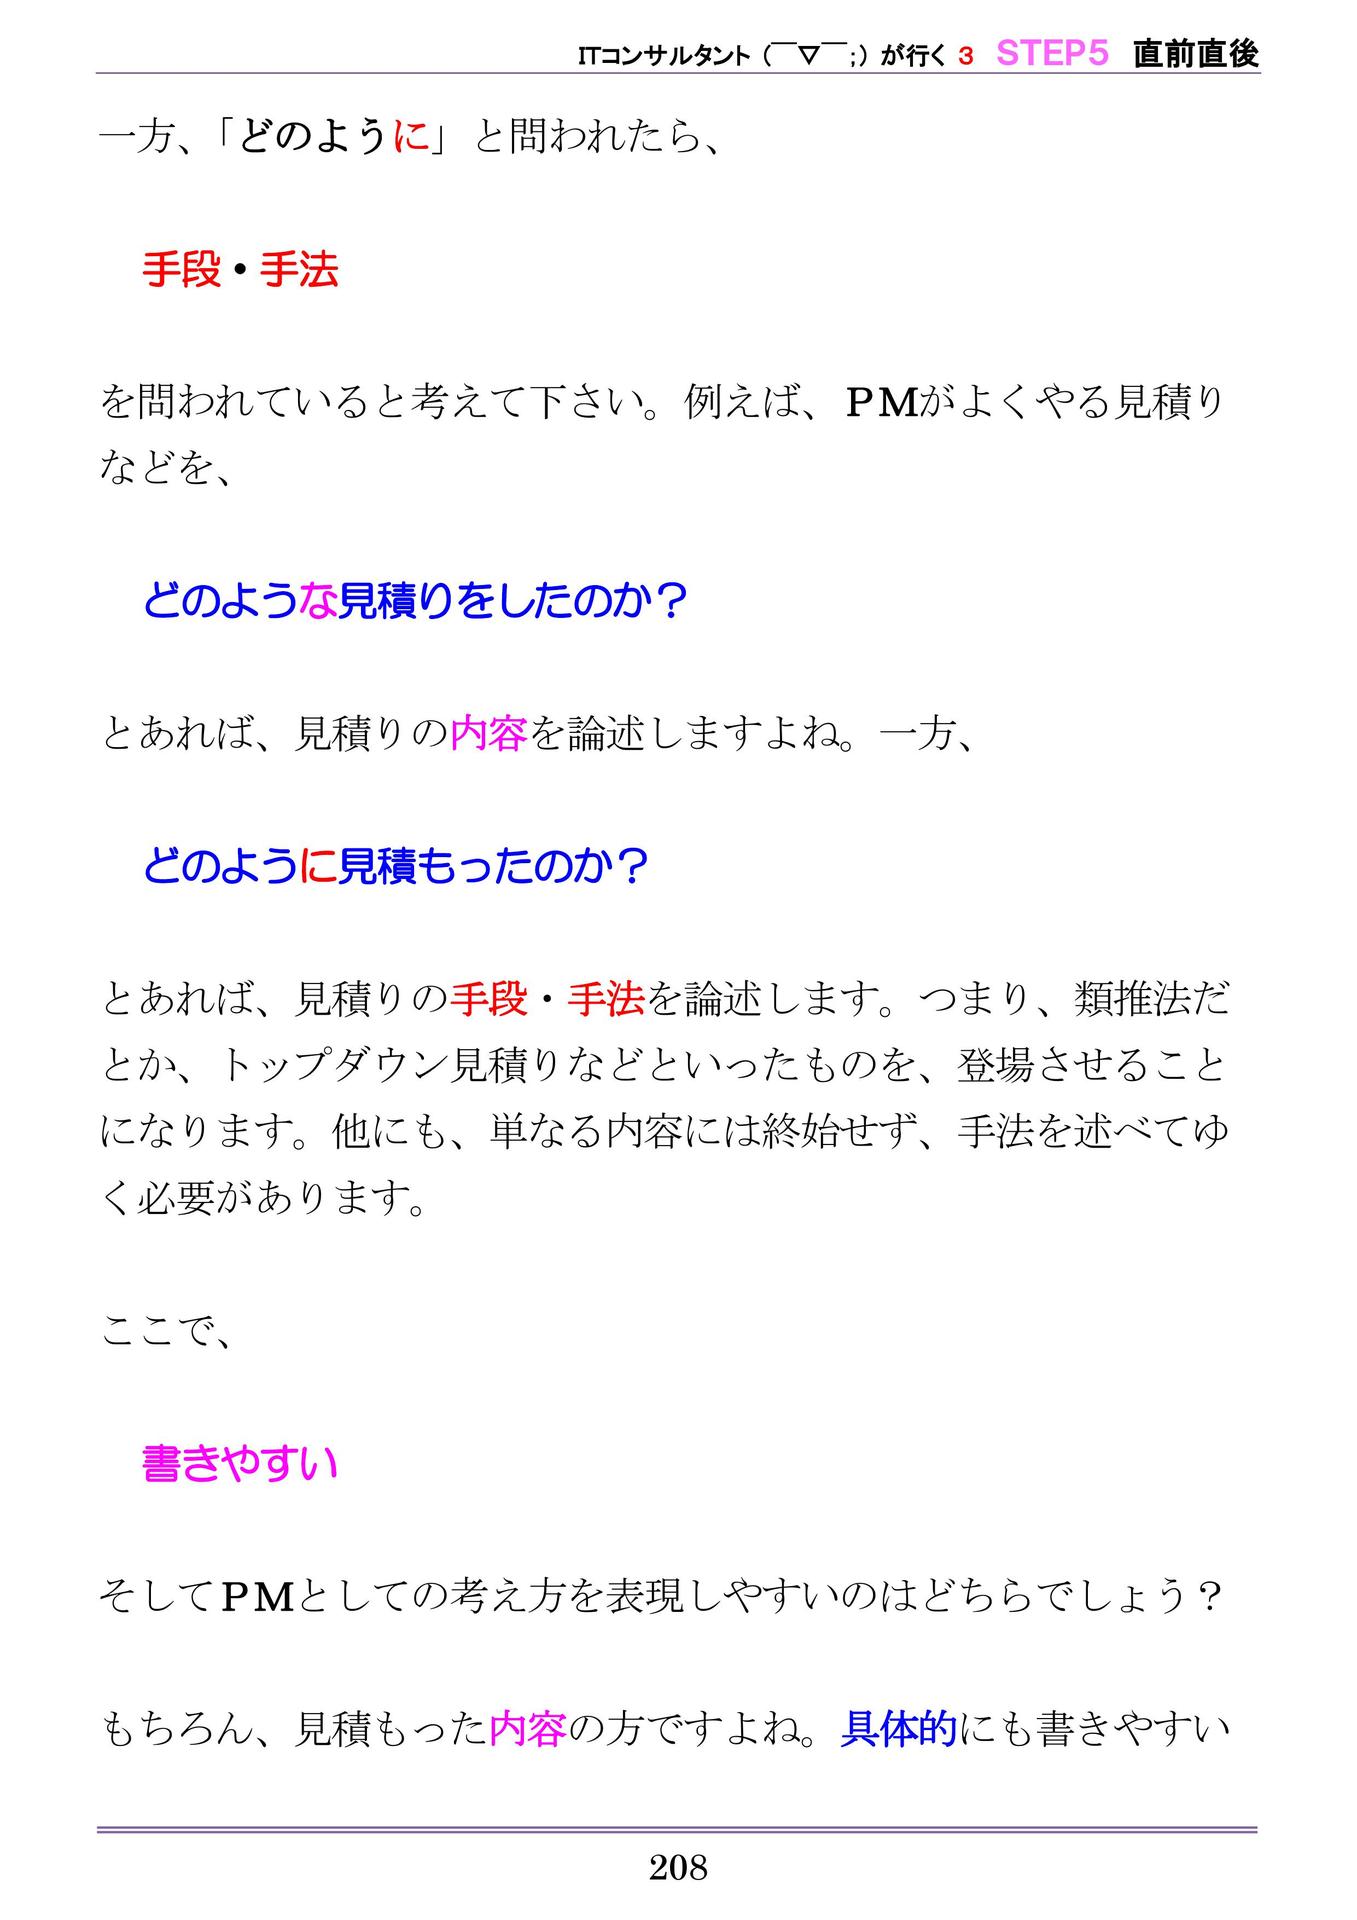 ITコンサルタント（￣▽￣；）が行く 3 STEP5 直前直後
一方、「どのように」と問われたら、
手段・手法
を問われていると考えて下さい。例えば、ＰＭがよくやる見積り
などを、
どのような見積りをしたのか？
とあれば、見積りの内容を論述しますよね。一方、
どのように見積もったのか？
とあれば、見積りの手段・手法を論述します。つまり、類推法だ
とか、トップダウン見積りなどといったものを、登場させること
になります。他にも、単なる内容には終始せず、手法を述べてゆ
く必要があります。
ここで、
書きやすい
そしてＰＭとしての考え方を表現しやすいのはどちらでしょう？
もちろん、見積もった内容の方ですよね。具体的にも書きやすい
208